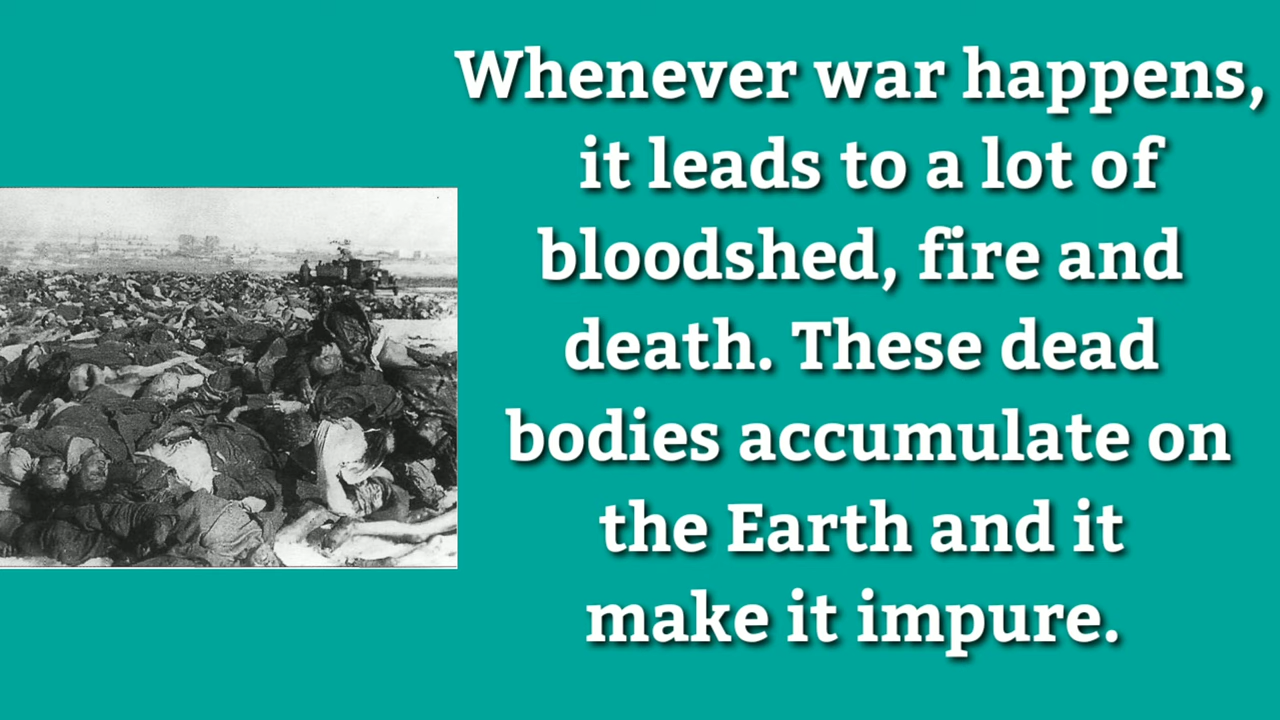 Whenever war happens,
it leads to a lot of
bloodshed, fire and
death. These dead
bodies accumulate on
the Earth and it
make it impure.